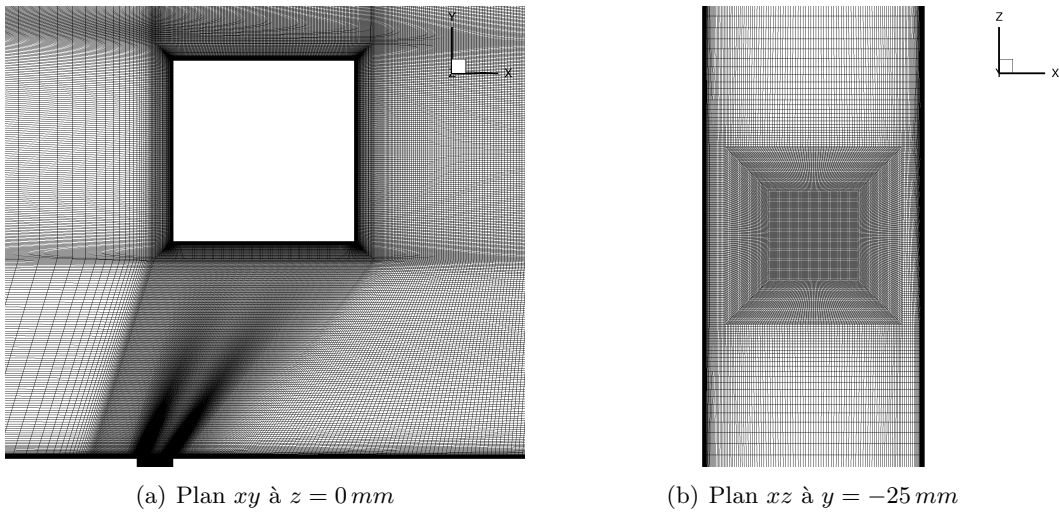 Y
X
Z
X
(a) Plan xy à z = 0 mm
(b) Plan xz à y = −25 mm